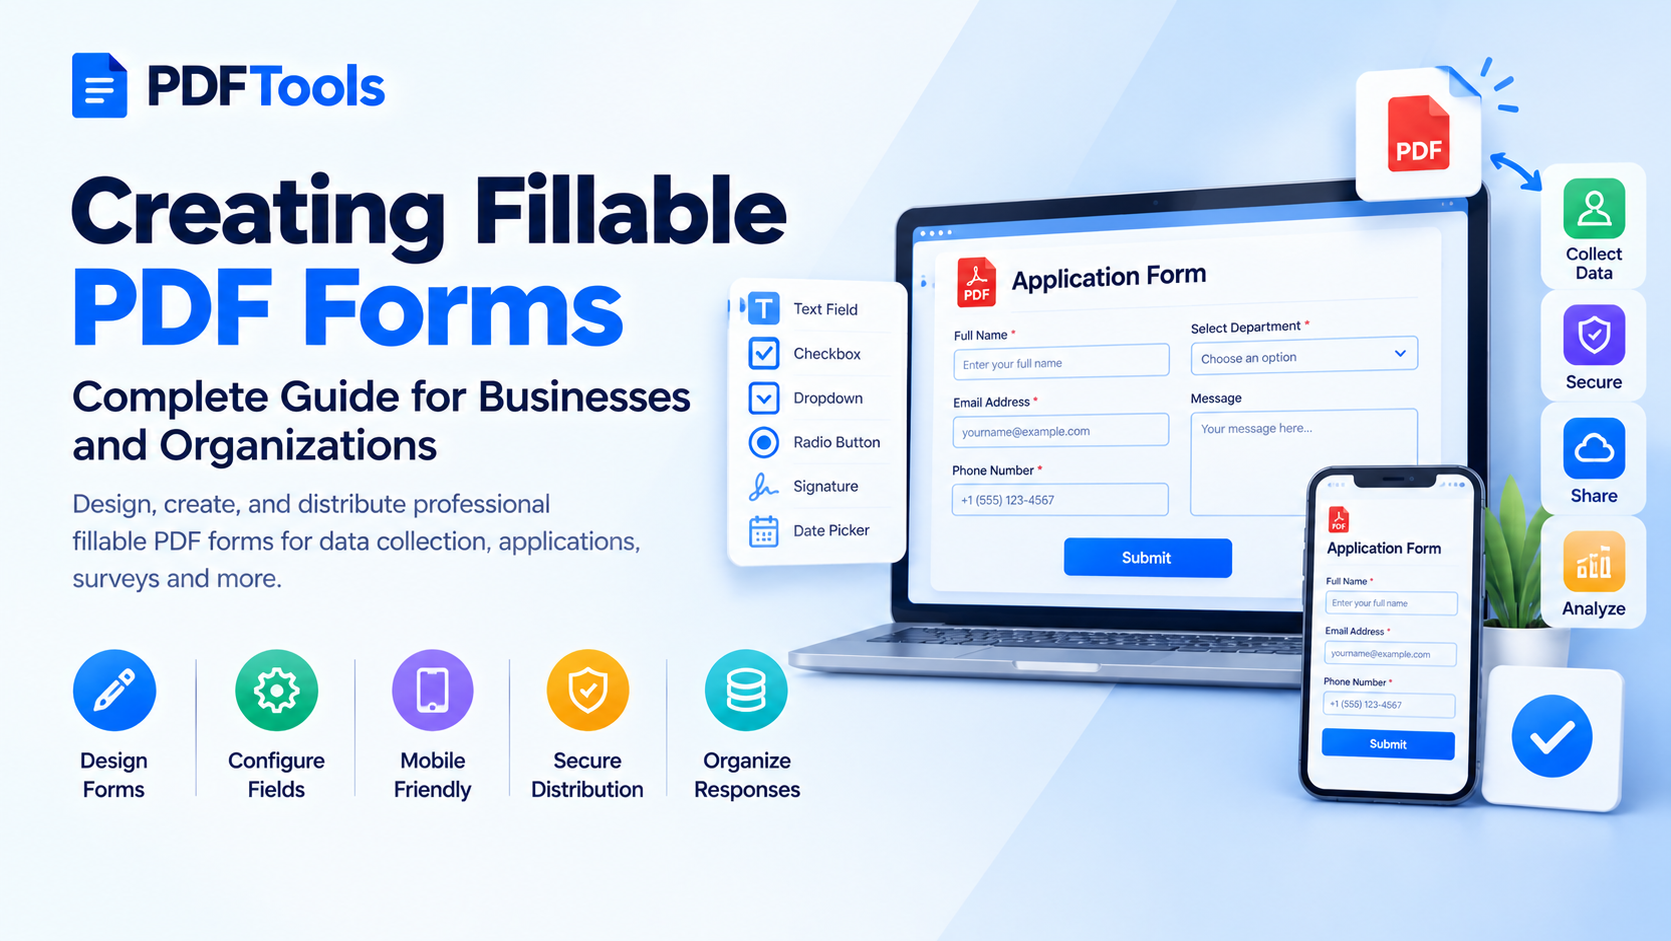 PDFTools
Creating Fillable
PDF Forms
Complete Guide for Businesses
and Organizations
Design, create, and distribute professional
fillable PDF forms for data collection, applications,
surveys and more.
Design
Forms
Configure
Fields
Mobile
Friendly
Secure
Distribution
Organize
Responses
T
Text Field
Checkbox
Dropdown
Radio Button
Signature
Date Picker
PDF
Application Form
Full Name *
Enter your full name
Email Address *
yourname@example.com
Phone Number *
+1 (555) 123-4567
Select Department *
Choose an option
Message
Your message here...
Submit
PDF
PDF
Application Form
Full Name *
Enter your full name
Email Address *
yourname@example.com
Phone Number *
+1 (555) 123-4567
Submit
Collect
Data
Secure
Share
Analyze